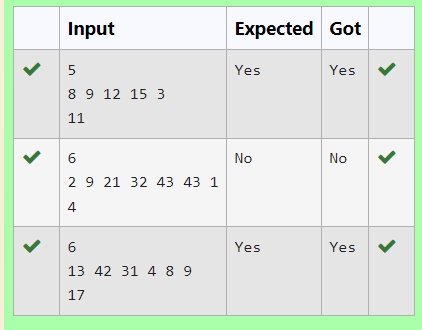 Input Expected Got
5 Yes Yes
8 9 12 15 3
11
6 No No
2 9 21 32 43 43 1
4
6 Yes Yes
13 42 31 4 8 9
17